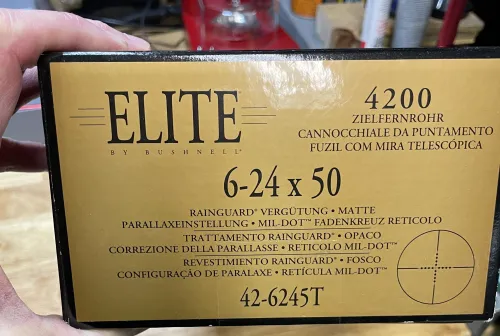 ELITE
BY BUSHNELL®
4200
ZIELFERNROHR
CANNOCCHIALE DA PUNTAMENTO
FUZIL COM MIRA TELESCÓPICA
6-24 x 50
RAINGUARD® VERGÜTUNG • MATTE
PARALLAXEINSTELLUNG • MIL-DOT™ FADENKREUZ RETICOLO
TRATTAMENTO RAINGUARD® • OPACO
CORREZIONE DELLA PARALLASSE • RETICOLO MIL-DOT™
REVESTIMENTO RAINGUARD® • FOSCO
CONFIGURAÇÃO DE PARALAXE • RETÍCULA MIL-DOT™
42-6245T